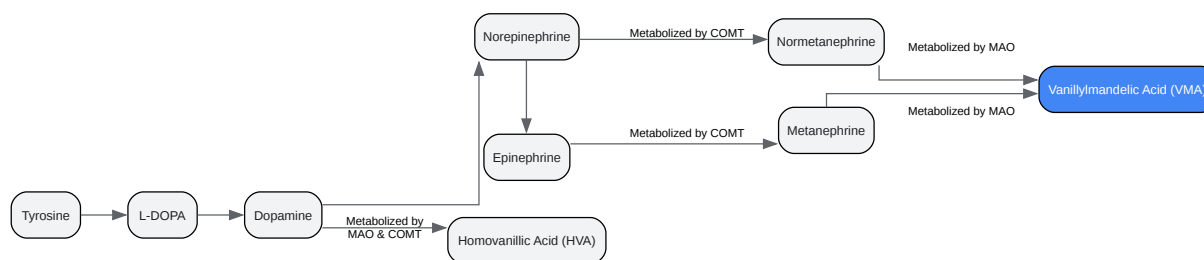 Norepinephrine
Metabolized by COMT
Normetanephrine
Metabolized by MAO
Vanillylmandelic Acid (VMA)
Metabolized by MAO
Epinephrine
Metabolized by COMT
Metanephrine
Tyrosine
L-DOPA
Dopamine
Metabolized by
MAO & COMT
Homovanillic Acid (HVA)